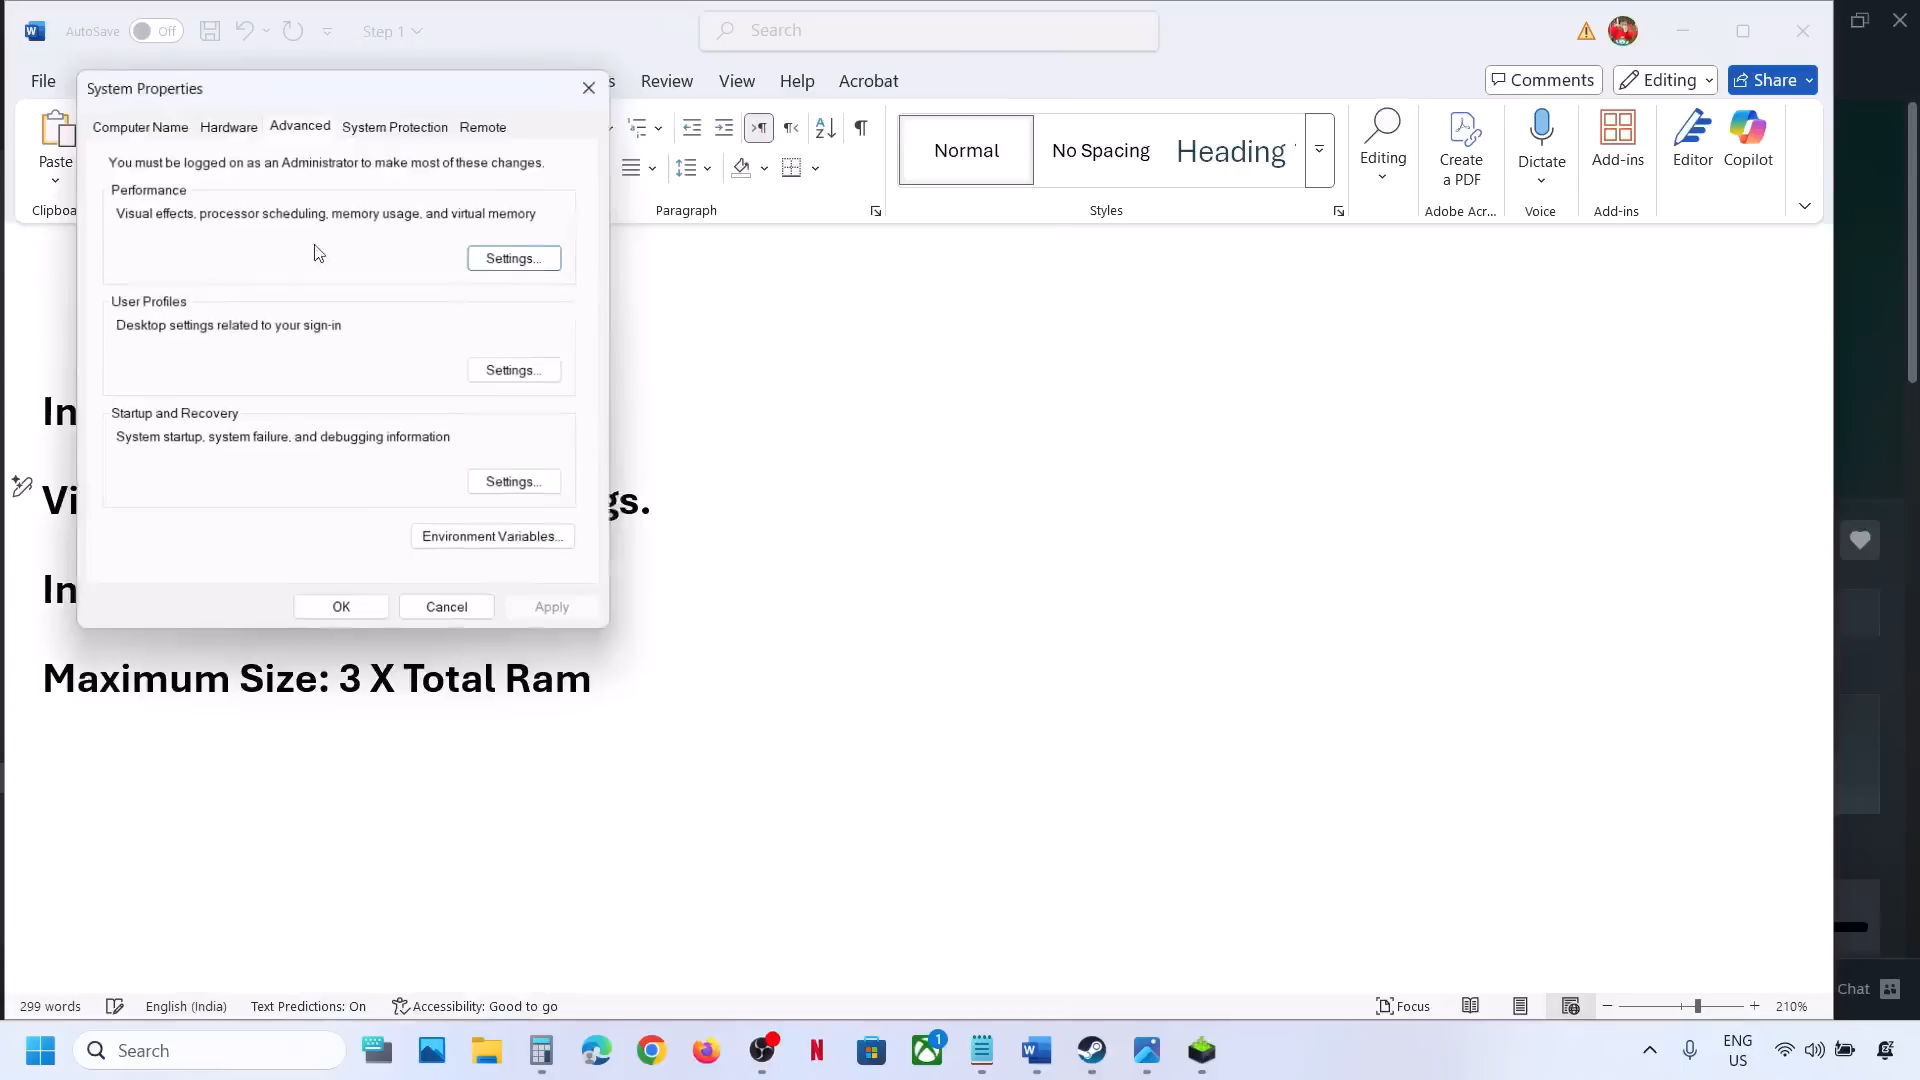 AutoSave Off
Step 1
Search
File
Review View Help Acrobat
Comments Editing Share
System Properties
Computer Name Hardware Advanced System Protection Remote
You must be logged on as an Administrator to make most of these changes.
Performance
Visual effects, processor scheduling, memory usage, and virtual memory
Settings...
User Profiles
Desktop settings related to your sign-in
Settings...
Startup and Recovery
System startup, system failure, and debugging information
Settings...
Environment Variables...
OK Cancel Apply
Paste
Paragraph
Normal No Spacing Heading
Styles
Editing
Create a PDF
Adobe Acr...
Dictate
Voice
Add-ins
Add-ins
Editor Copilot
In
Vi
gs.
In
Maximum Size: 3 X Total Ram
299 words English (India) Text Predictions: On Accessibility: Good to go
Focus
210%
Chat
Search
1
ENG
US